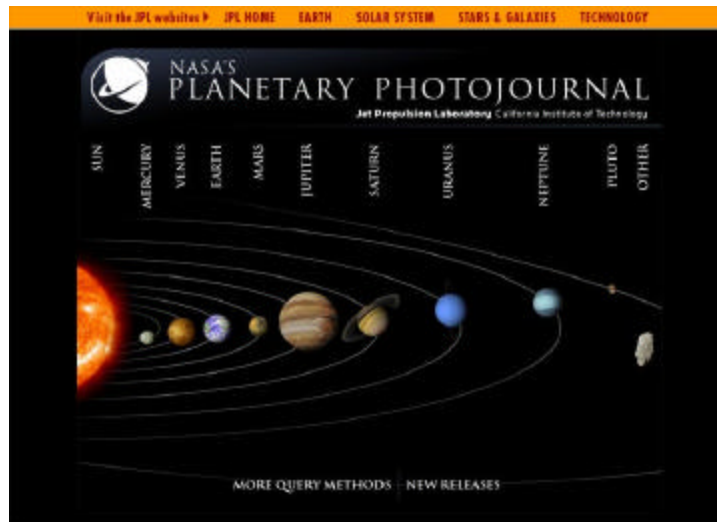 Visit the JPL websites JPL HOME EARTH SOLAR SYSTEM STARS & GALAXIES TECHNOLOGY
NASA'S
PLANETARY PHOTOJOURNAL
Jet Propulsion Laboratory California Institute of Technology
SUN
MERCURY
VENUS
EARTH
MARS
JUPITER
SATURN
URANUS
NEPTUNE
PLUTO
OTHER
MORE QUERY METHODS NEW RELEASES